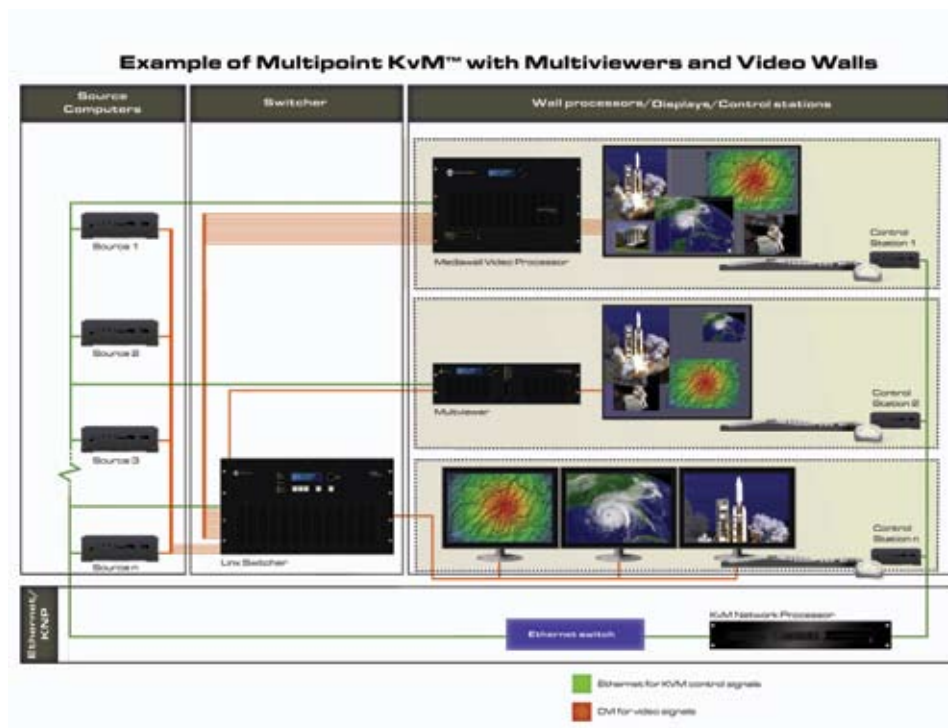 Example of Multipoint KvM™ with Multiviewers and Video Walls
Source
Computers
Switcher
Wall processors/Displays/Control stations
Source 1
Mediawall Video Processor
Control
Station 1
Source 2
Multiviewer
Control
Station 2
Source 3
Source n
Linx Switcher
Control
Station n
Ethernet/
KNP
Ethernet switch
KvM Network Processor
Ethernet for KVM control signals
DVI for video signals